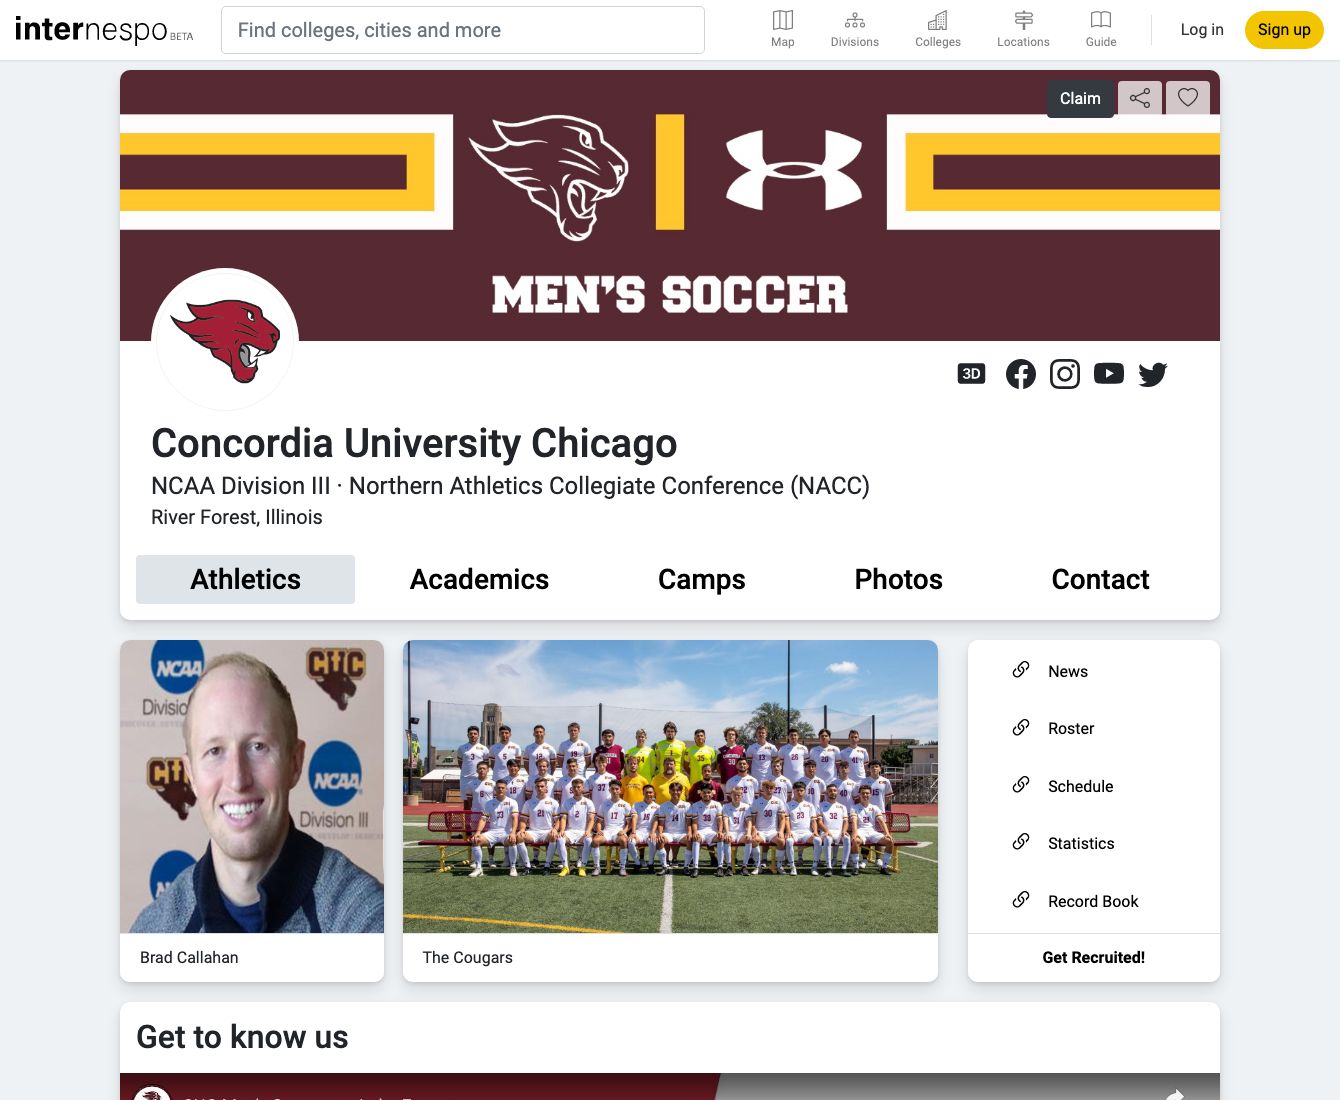 internespo BETA
Find colleges, cities and more
Map
Divisions
Colleges
Locations
Guide
Log in
Sign up
Claim
MEN'S SOCCER
3D
Concordia University Chicago
NCAA Division III · Northern Athletics Collegiate Conference (NACC)
River Forest, Illinois
Athletics
Academics
Camps
Photos
Contact
NCAA
CUC
Divisio
NCAA
Division III
Brad Callahan
The Cougars
News
Roster
Schedule
Statistics
Record Book
Get Recruited!
Get to know us